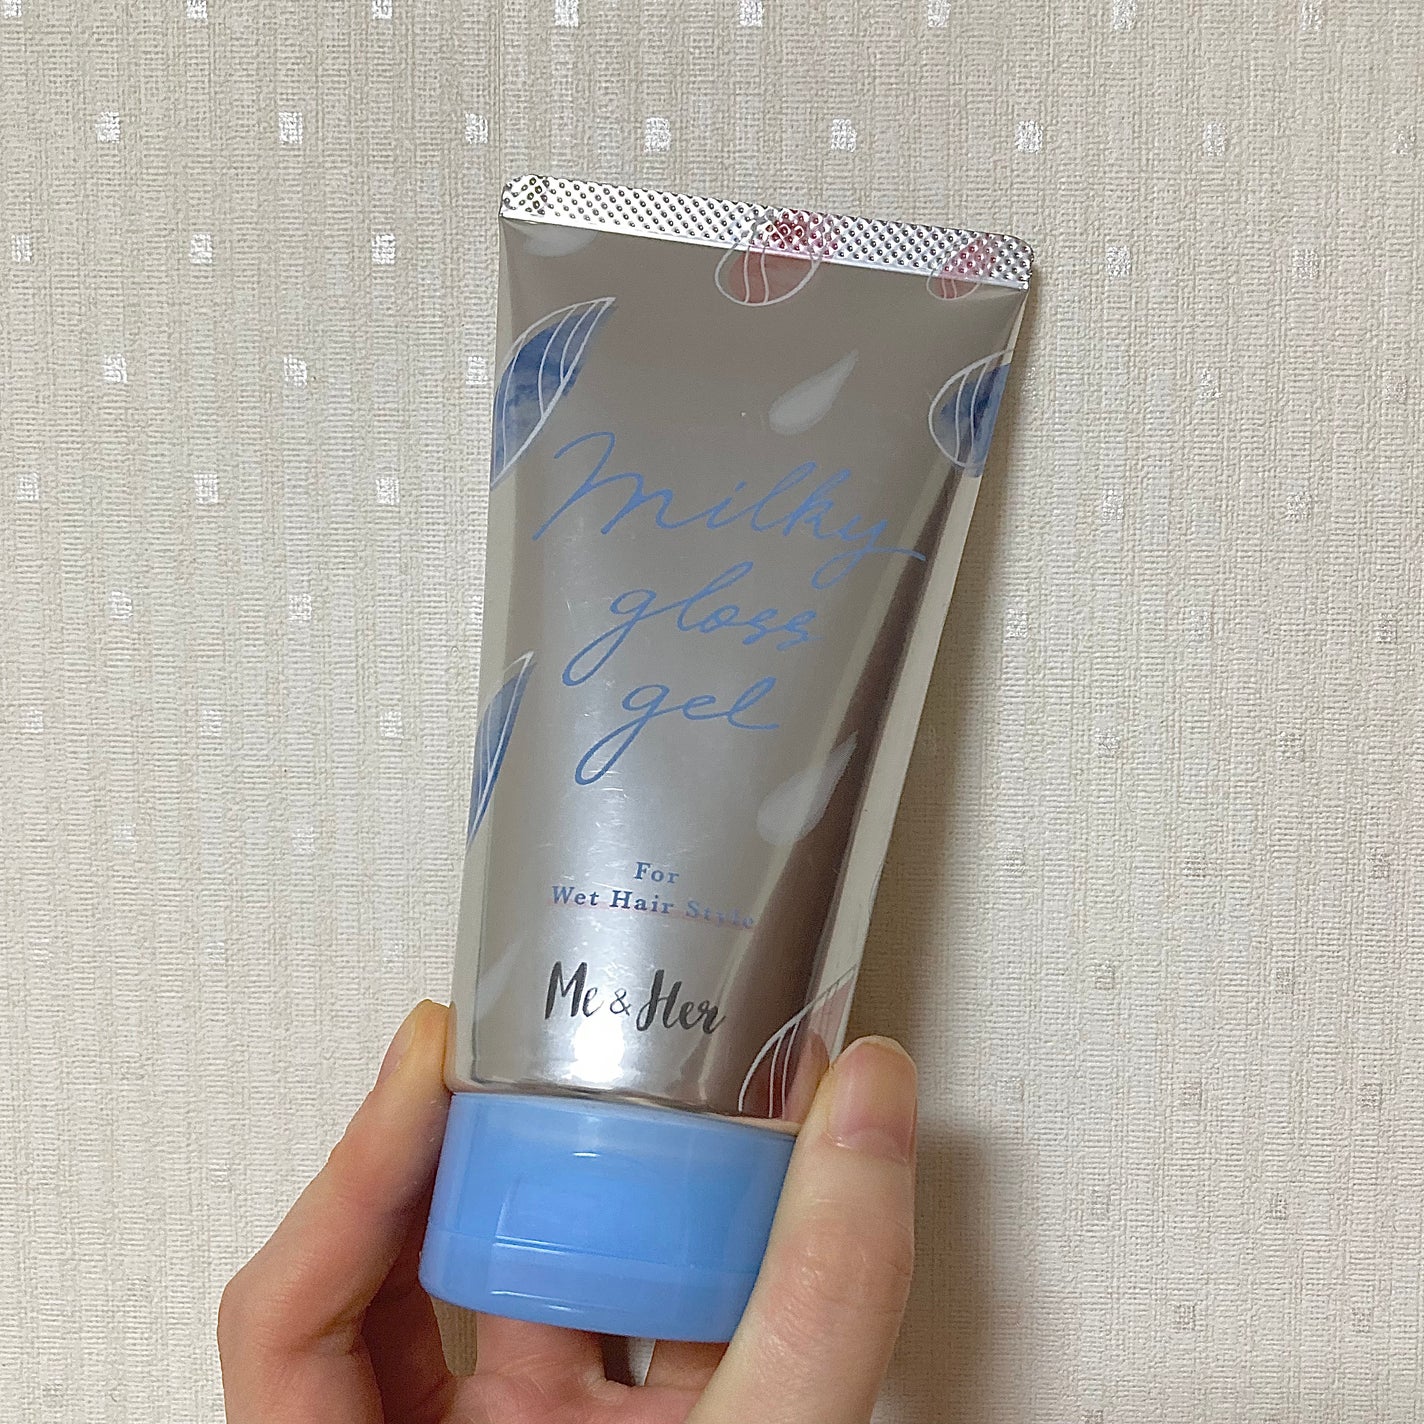 milky
gloss
gel
For
Wet Hair Style
Me & Her